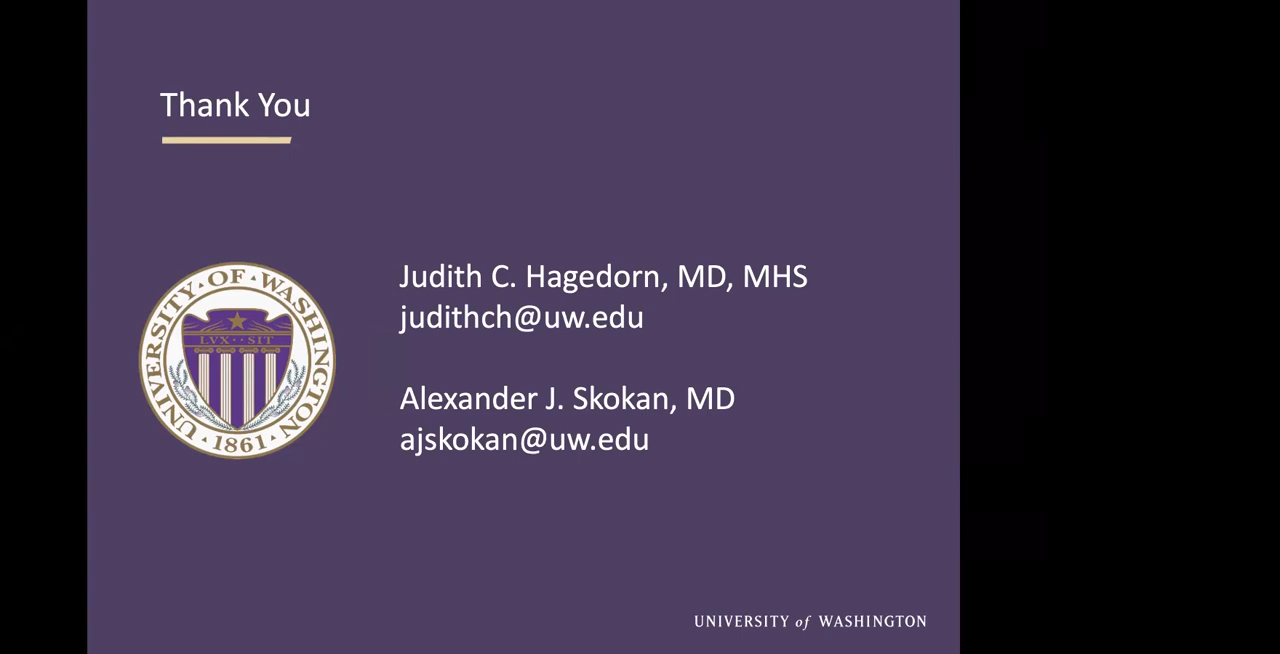 Thank You
UNIVERSITY · OF · WASHINGTON
LVX · · SIT
· 1861 ·
Judith C. Hagedorn, MD, MHS
judithch@uw.edu
Alexander J. Skokan, MD
ajskokan@uw.edu
UNIVERSITY of WASHINGTON